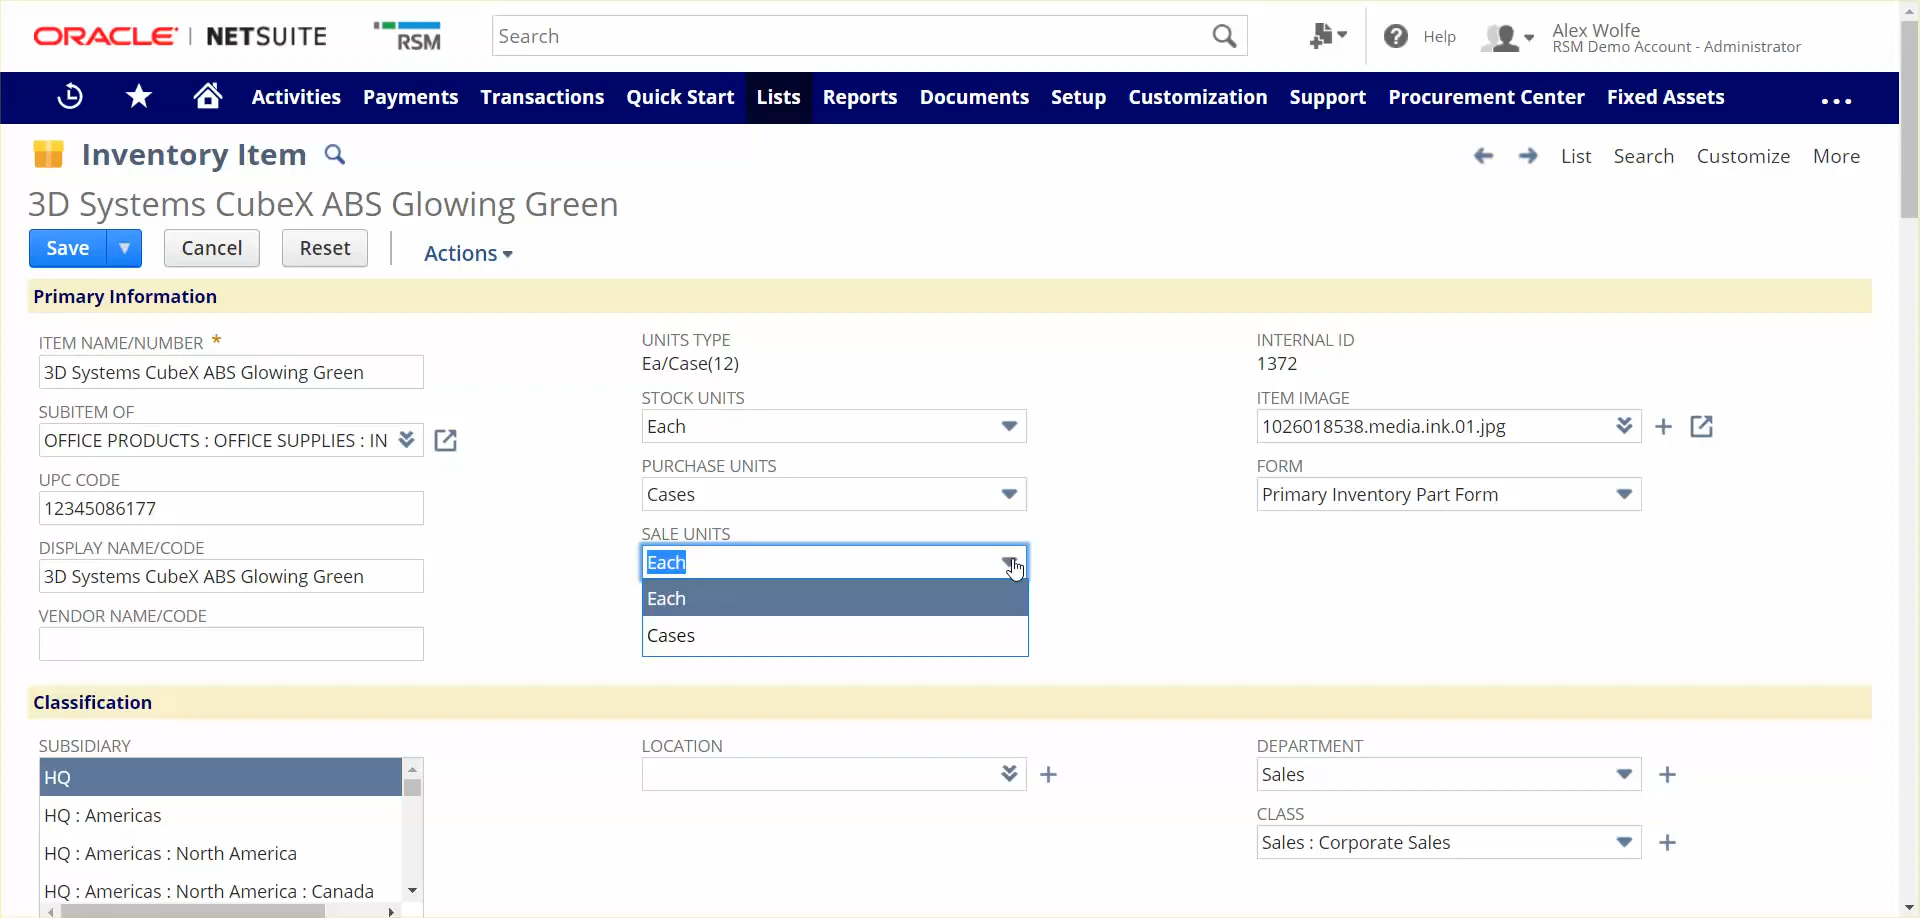 ORACLE | NETSUITE
RSM
Search
Help
Alex Wolfe
RSM Demo Account - Administrator
Activities Payments Transactions Quick Start Lists Reports Documents Setup Customization Support Procurement Center Fixed Assets ...
Inventory Item
List Search Customize More
3D Systems CubeX ABS Glowing Green
Save Cancel Reset Actions
Primary Information
ITEM NAME/NUMBER *
3D Systems CubeX ABS Glowing Green
SUBITEM OF
OFFICE PRODUCTS : OFFICE SUPPLIES : IN
UPC CODE
12345086177
DISPLAY NAME/CODE
3D Systems CubeX ABS Glowing Green
VENDOR NAME/CODE
UNITS TYPE
Ea/Case(12)
STOCK UNITS
Each
PURCHASE UNITS
Cases
SALE UNITS
Each
Each
Cases
INTERNAL ID
1372
ITEM IMAGE
1026018538.media.ink.01.jpg
FORM
Primary Inventory Part Form
Classification
SUBSIDIARY
HQ
HQ : Americas
HQ : Americas : North America
HQ : Americas : North America : Canada
LOCATION
DEPARTMENT
Sales
CLASS
Sales : Corporate Sales